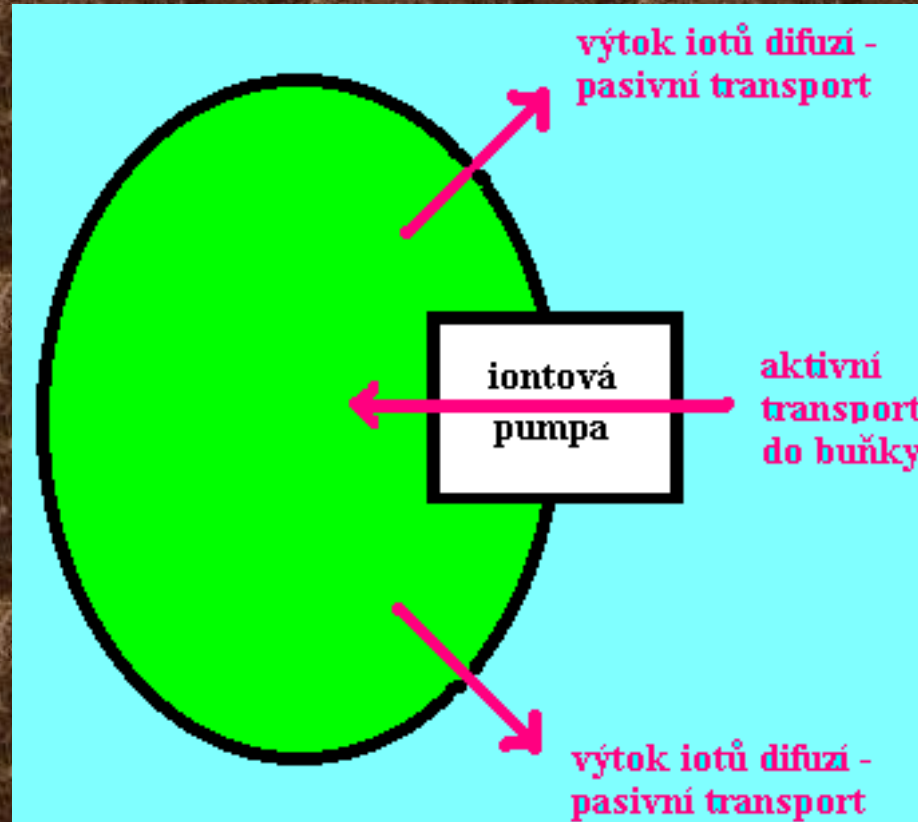 výtok iotů difuzí -
pasivní transport
iontová
pumpa
aktivní
transport
do buňky
výtok iotů difuzí -
pasivní transport